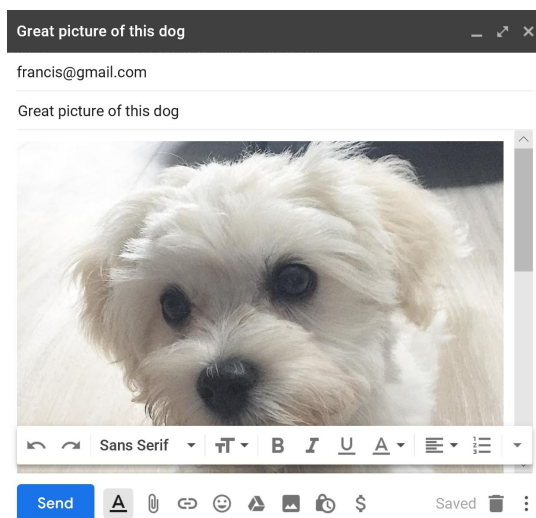 Great picture of this dog
francis@gmail.com
Great picture of this dog
Sans Serif
Send
Saved